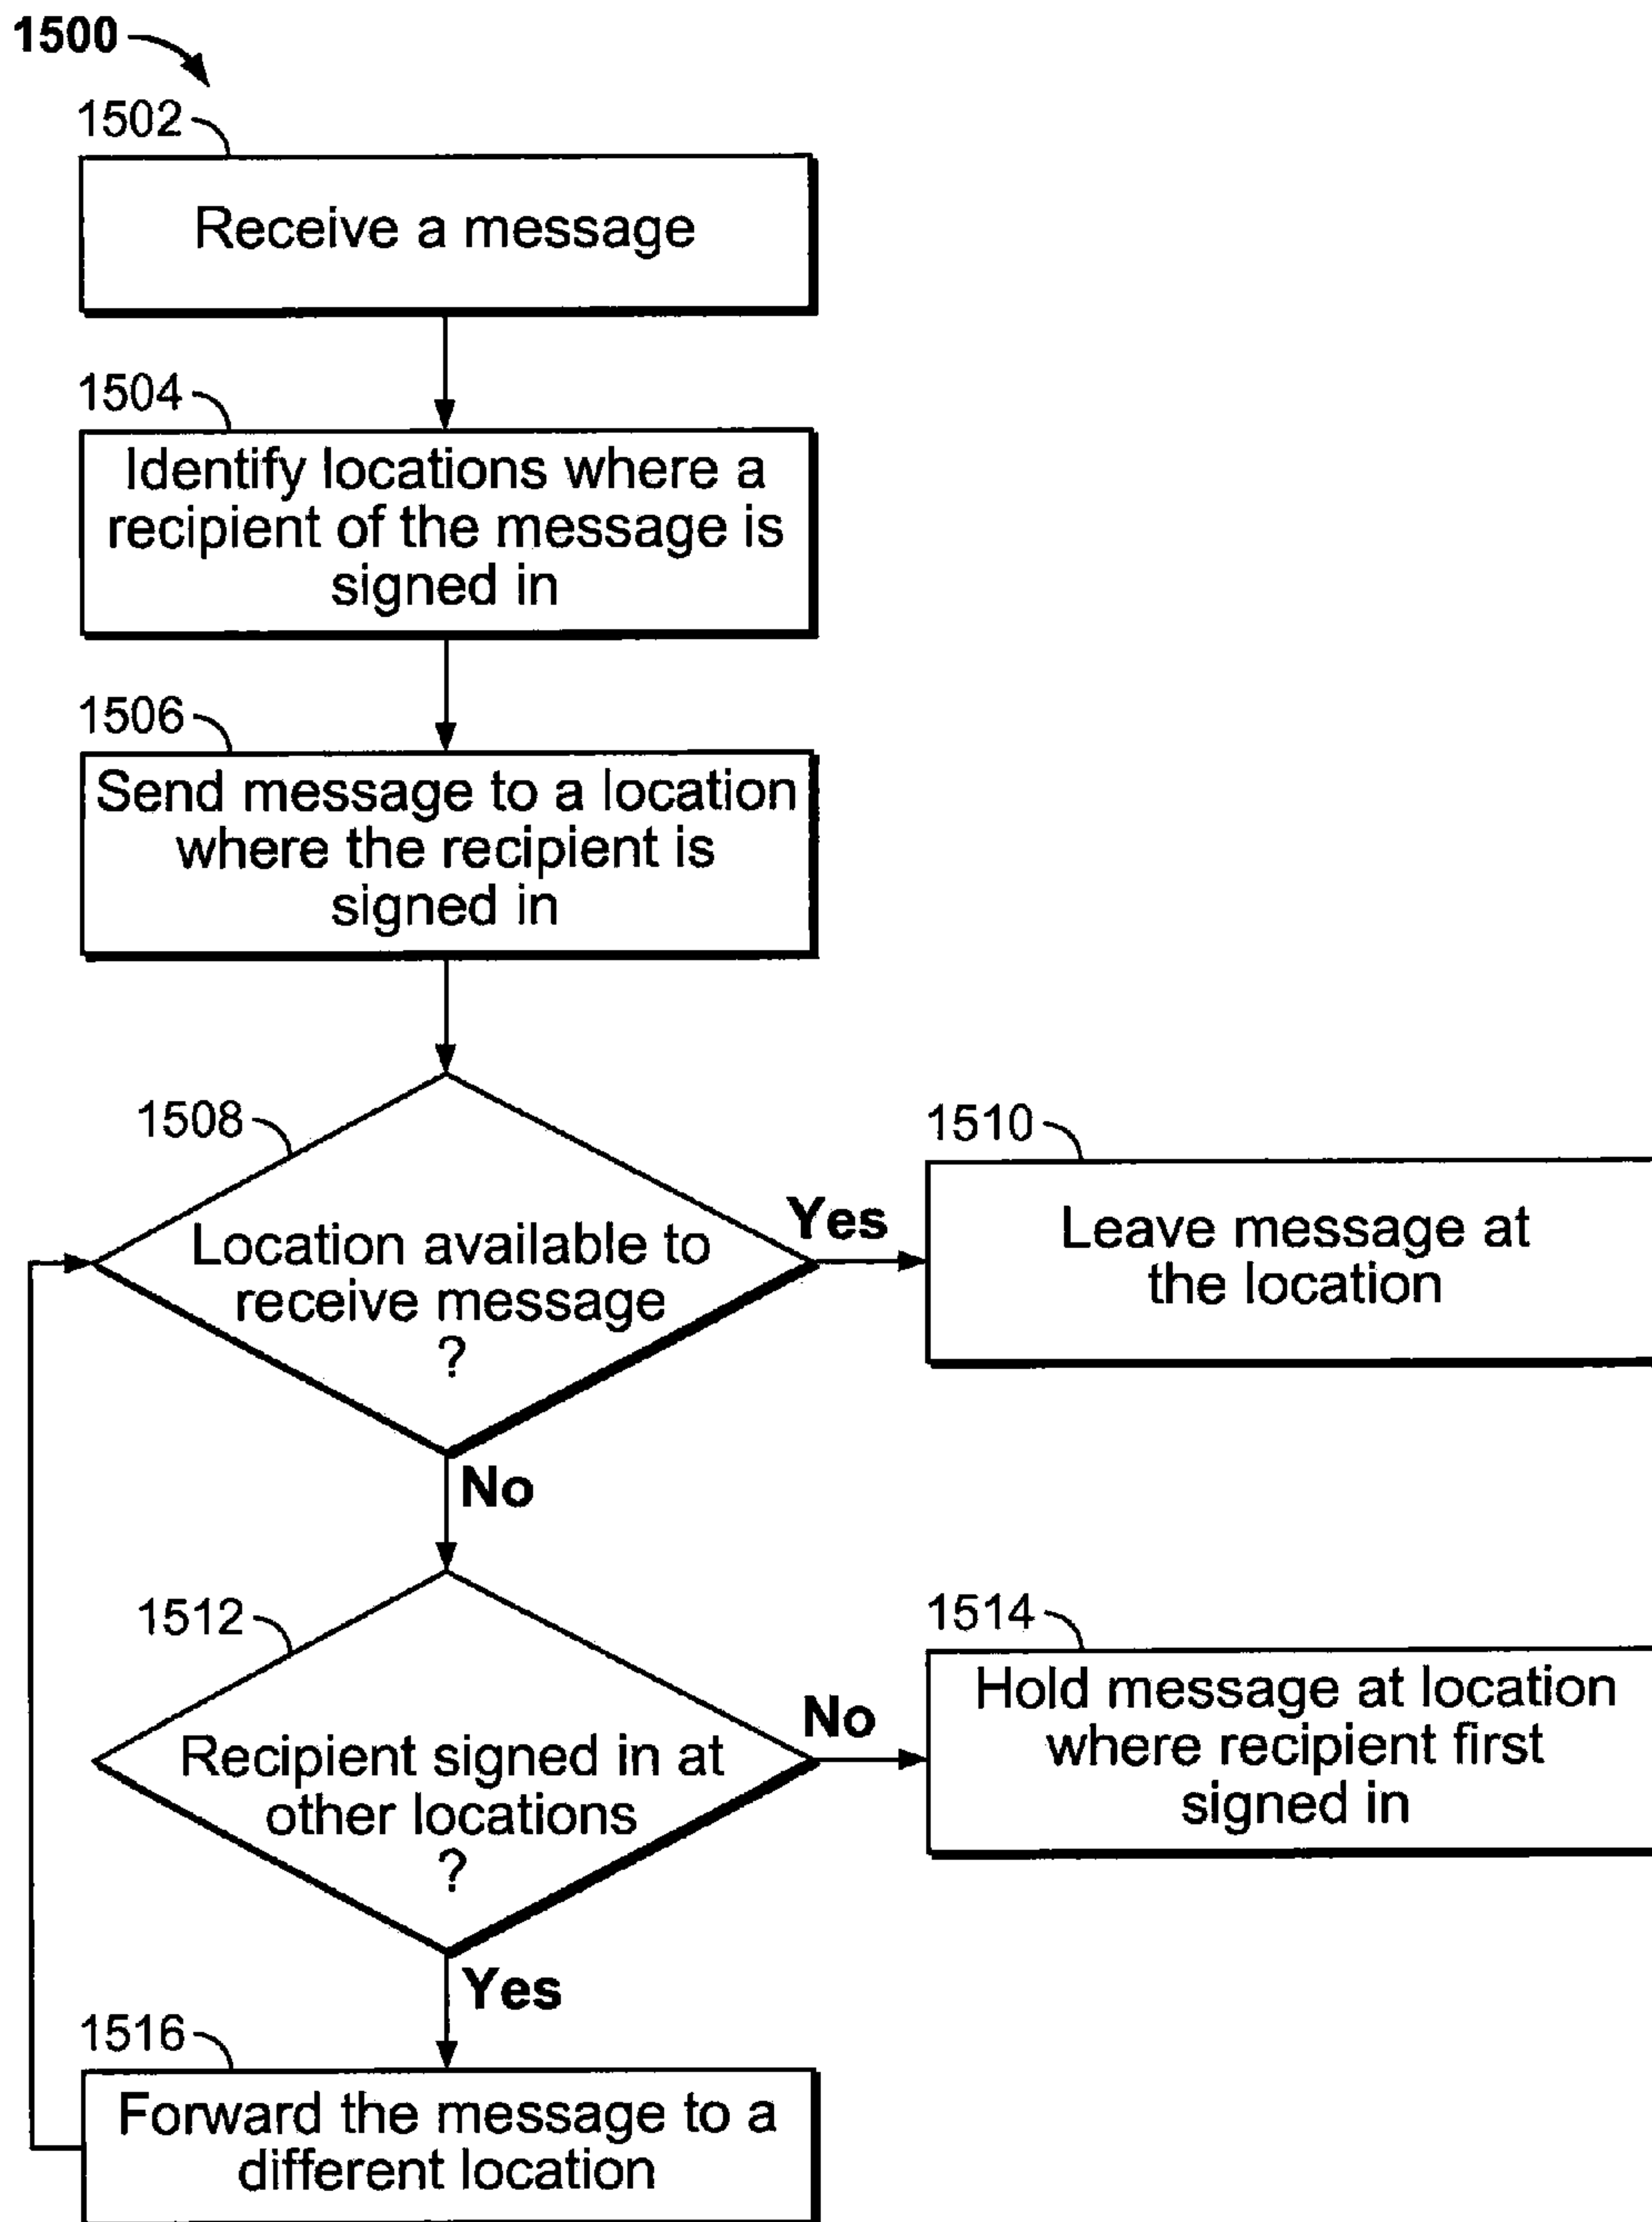 1500
1502
Receive a message
1504
Identify locations where a
recipient of the message is
signed in
1506
Send message to a location
where the recipient is
signed in
1508
Location available to
receive message
?
Yes
1510
Leave message at
the location
No
1512
Recipient signed in at
other locations
?
No
1514
Hold message at location
where recipient first
signed in
Yes
1516
Forward the message to a
different location